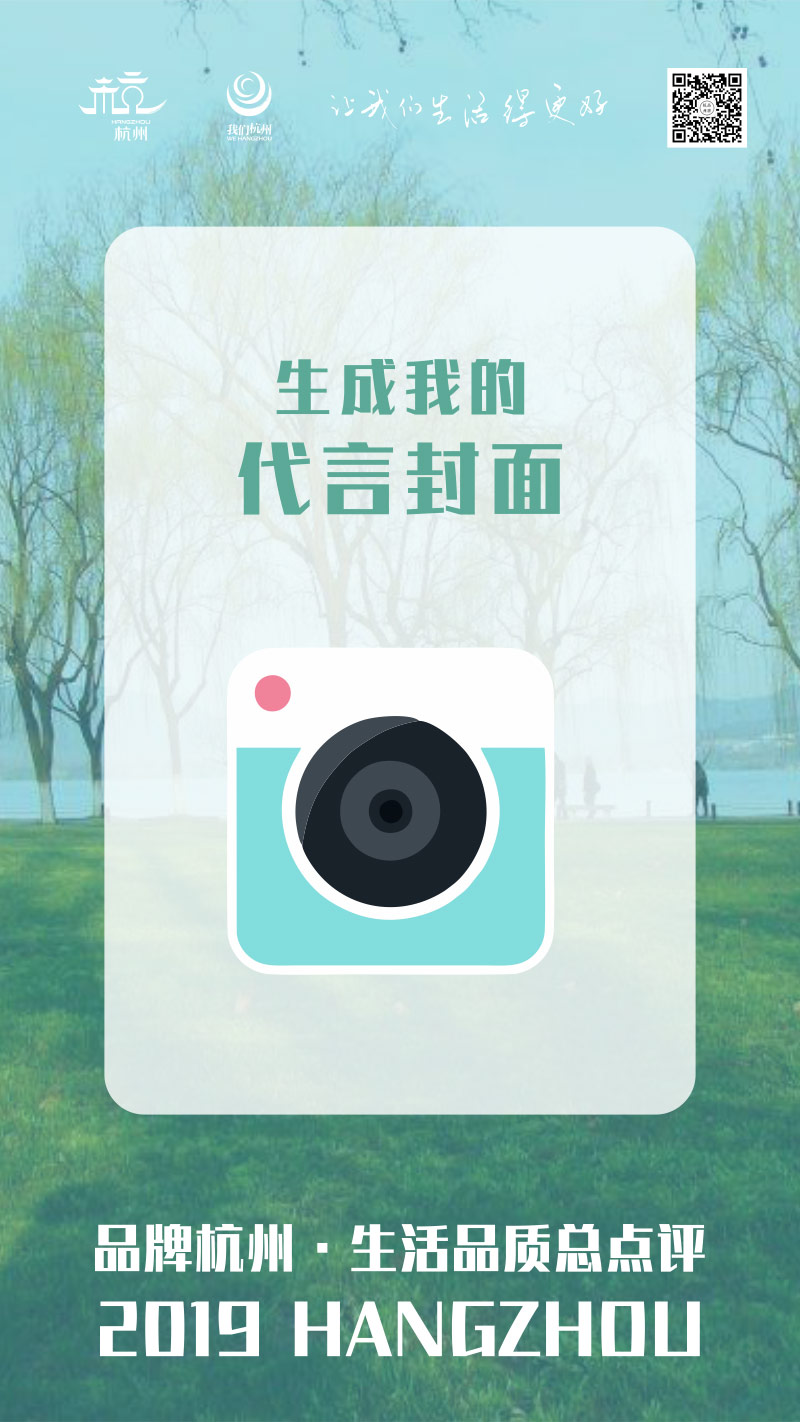 HANGZHOU
杭州
我们杭州
WE HANGZHOU
让我们生活得更好
生成我的
代言封面
品牌杭州·生活品质总点评
2019 HANGZHOU